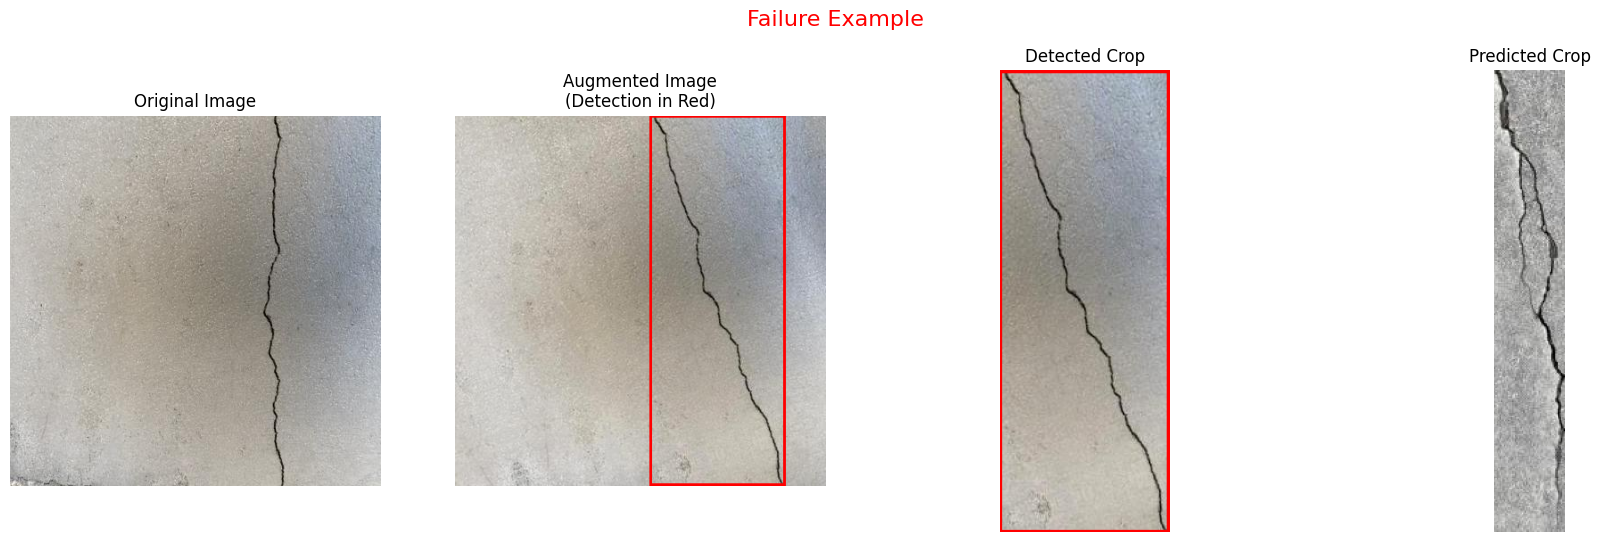 Failure Example
Original Image
Augmented Image
(Detection in Red)
Detected Crop
Predicted Crop